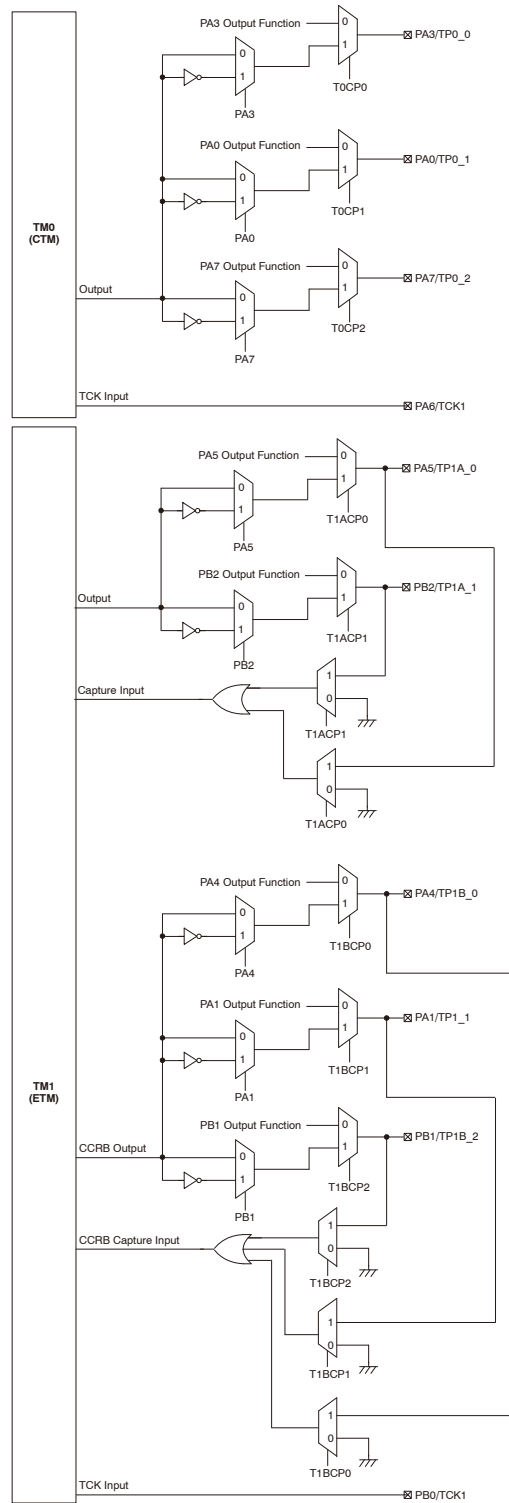 PA3 Output Function
0
1
PA3/TP0_0
0
1
T0CP0
PA3
PA0 Output Function
0
1
PA0/TP0_1
0
1
T0CP1
PA0
TM0
(CTM)
PA7 Output Function
0
1
PA7/TP0_2
Output
0
1
T0CP2
PA7
TCK Input
PA6/TCK1
PA5 Output Function
0
1
PA5/TP1A_0
0
1
T1ACP0
PA5
PB2 Output Function
0
1
PB2/TP1A_1
Output
0
1
T1ACP1
PB2
Capture Input
1
0
T1ACP1
1
0
T1ACP0
PA4 Output Function
0
1
PA4/TP1B_0
0
1
T1BCP0
PA4
PA1 Output Function
0
1
PA1/TP1_1
0
1
T1BCP1
PA1
TM1
(ETM)
PB1 Output Function
0
1
PB1/TP1B_2
CCRB Output
0
1
T1BCP2
PB1
CCRB Capture Input
1
0
T1BCP2
1
0
T1BCP1
1
0
T1BCP0
TCK Input
PB0/TCK1